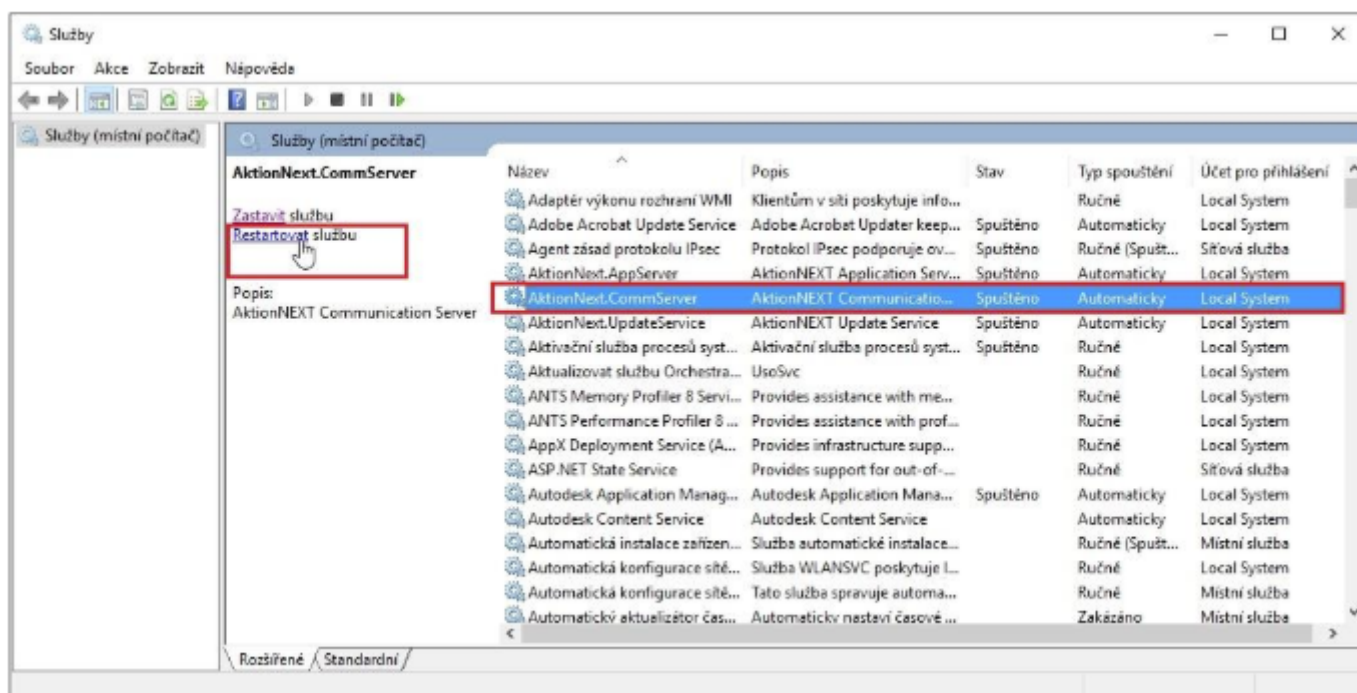 Služby
Soubor Akce Zobrazit Nápověda
Služby (místní počítač)
Služby (místní počítač)
AktionNext.CommServer
Zastavit službu
Restartovat službu
Popis:
AktionNEXT Communication Server
Název Popis Stav Typ spouštění Účet pro přihlášení
Adaptér výkonu rozhraní WMI Klientům v síti poskytuje info... Ručně Local System
Adobe Acrobat Update Service Adobe Acrobat Updater keep... Spuštěno Automaticky Local System
Agent zásad protokolu IPsec Protokol IPsec podporuje ov... Spuštěno Ručně (Spušt... Síťová služba
AktionNext.AppServer AktionNEXT Application Serv... Spuštěno Automaticky Local System
AktionNext.CommServer AktionNEXT Communicatio... Spuštěno Automaticky Local System
AktionNext.UpdateService AktionNEXT Update Service Spuštěno Automaticky Local System
Aktivační služba procesů syst... Aktivační služba procesů syst... Spuštěno Ručně Local System
Aktualizovat službu Orchestra... UsoSvc Ručně Local System
ANTS Memory Profiler 8 Servi... Provides assistance with me... Ručně Local System
ANTS Performance Profiler 8 ... Provides assistance with prof... Ručně Local System
AppX Deployment Service (A... Provides infrastructure supp... Ručně Local System
ASP.NET State Service Provides support for out-of-... Ručně Síťová služba
Autodesk Application Manag... Autodesk Application Mana... Spuštěno Automaticky Local System
Autodesk Content Service Autodesk Content Service Automaticky Local System
Automatická instalace zařízen... Služba automatické instalace... Ručně (Spušt... Místní služba
Automatická konfigurace sítě... Služba WLANSVC poskytuje l... Ručně Local System
Automatická konfigurace sítě... Tato služba spravuje automa... Ručně Místní služba
Automatický aktualizátor čas... Automaticky nastaví časové ... Zakázáno Místní služba
Rozšířené Standardní